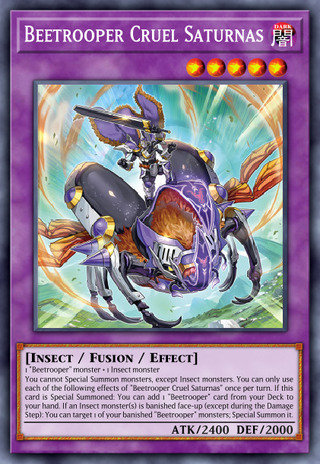 Beetrooper Cruel Saturnas
DARK
闇
[Insect / Fusion / Effect]
1 "Beetrooper" monster + 1 Insect monster
You cannot Special Summon monsters, except Insect monsters. You can only use
each of the following effects of "Beetrooper Cruel Saturnas" once per turn. If this
card is Special Summoned: You can add 1 "Beetrooper" card from your Deck to
your hand. If an Insect monster(s) is banished face-up (except during the Damage
Step): You can target 1 of your banished "Beetrooper" monsters; Special Summon it.
ATK/2400 DEF/2000